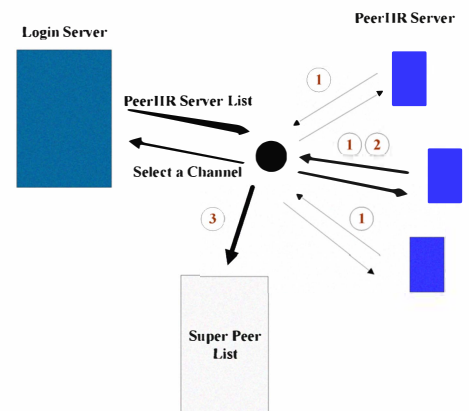 PeerIIR Server
Login Server
1
PeerIIR Server List
1 2
Select a Channel
3
1
Super Peer
List